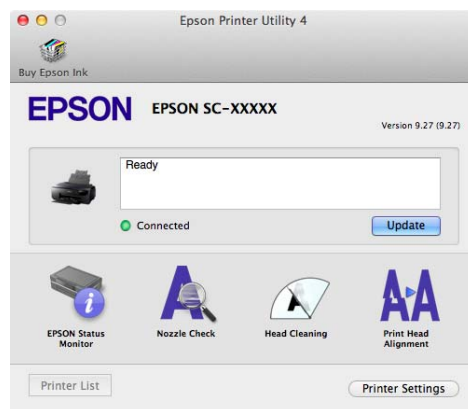 Epson Printer Utility 4
Buy Epson Ink
EPSON EPSON SC-XXXXX
Version 9.27 (9.27)
Ready
Connected Update
EPSON Status
Monitor
Nozzle Check
Head Cleaning
Print Head
Alignment
Printer List Printer Settings